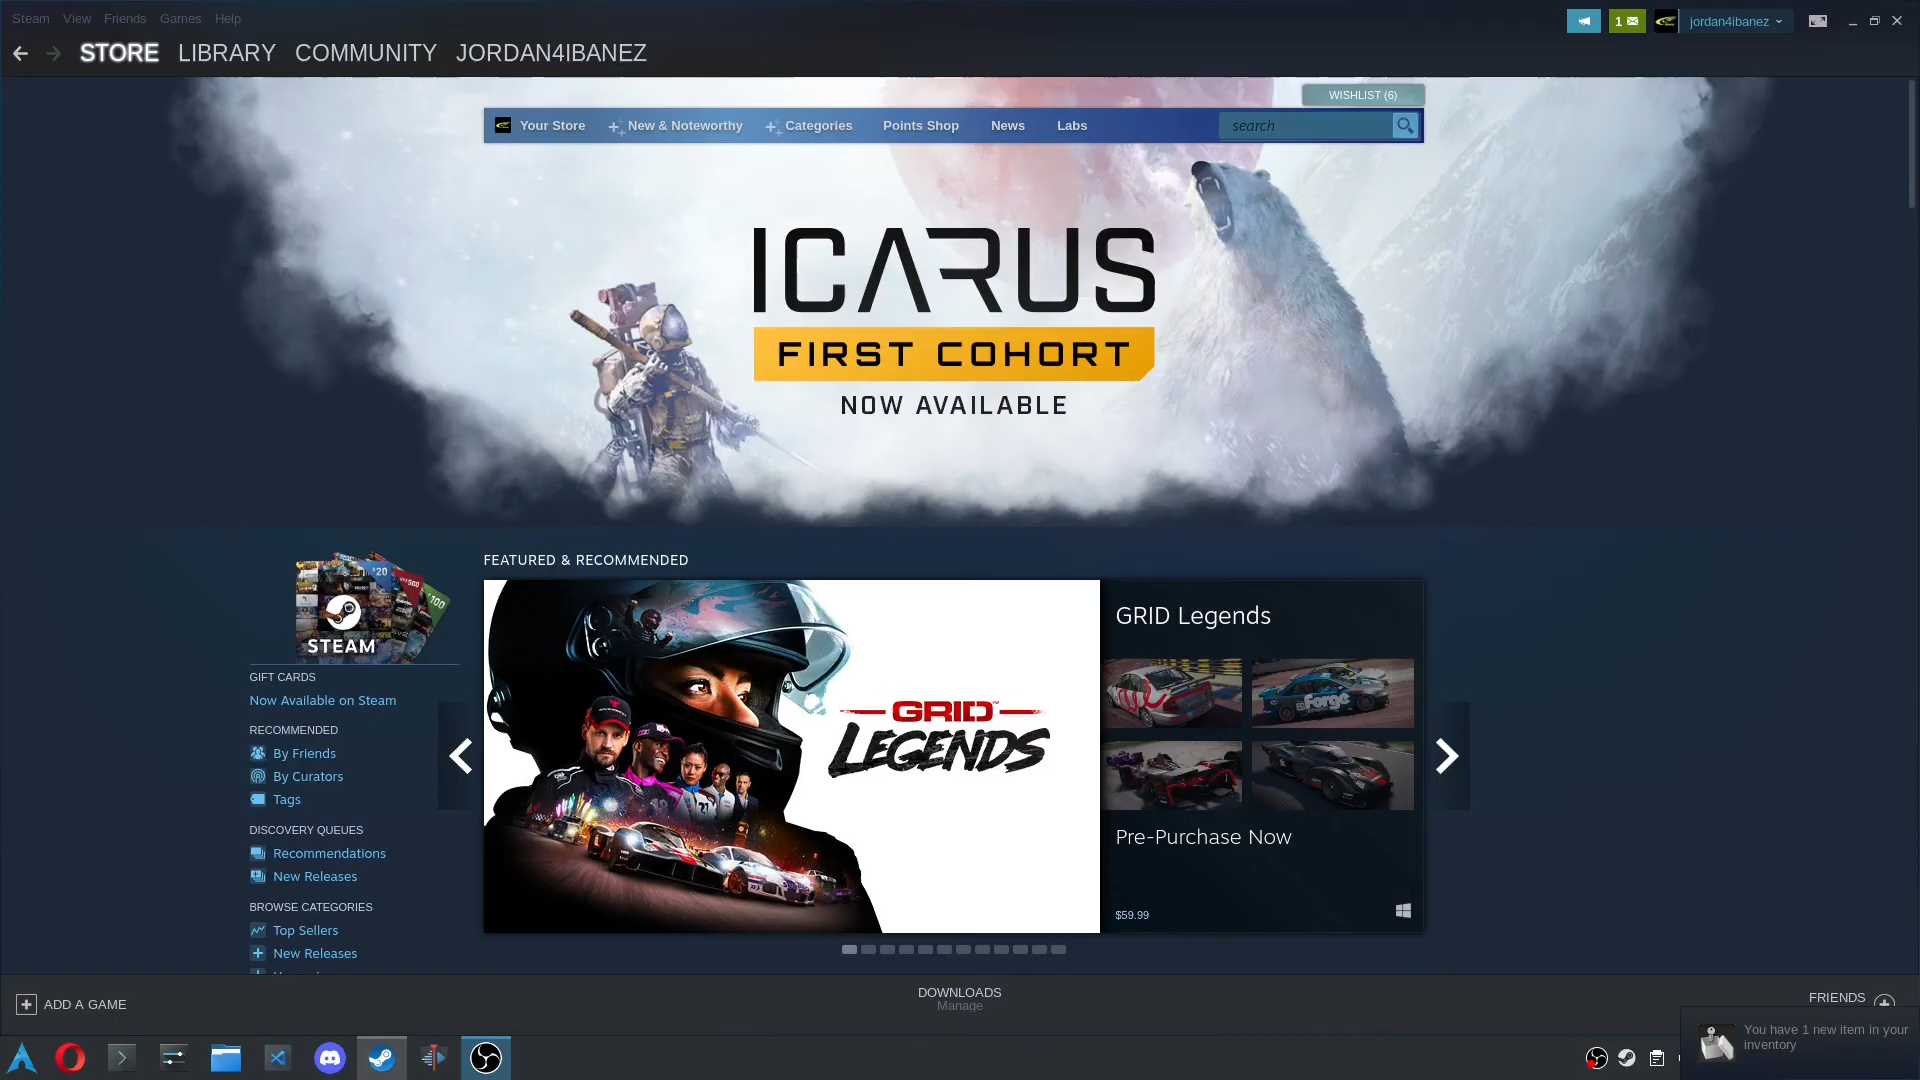 Steam View Friends Games Help
1
jordan4ibanez
STORE LIBRARY COMMUNITY JORDAN4IBANEZ
WISHLIST (6)
Your Store New & Noteworthy Categories Points Shop News Labs
search
ICARUS
FIRST COHORT
NOW AVAILABLE
STEAM
GIFT CARDS
Now Available on Steam
RECOMMENDED
By Friends
By Curators
Tags
DISCOVERY QUEUES
Recommendations
New Releases
BROWSE CATEGORIES
Top Sellers
New Releases
FEATURED & RECOMMENDED
GRID™
LEGENDS
21
GRID Legends
Forge
Pre-Purchase Now
$59.99
ADD A GAME
DOWNLOADS
Manage
FRIENDS
You have 1 new item in your
inventory